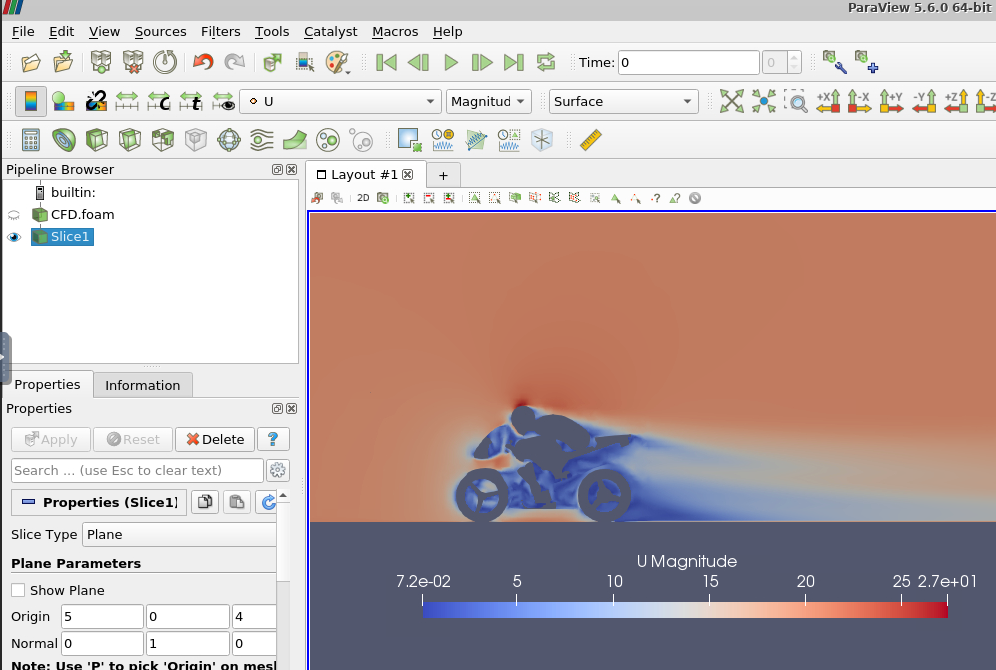 ParaView 5.6.0 64-bit
File Edit View Sources Filters Tools Catalyst Macros Help
Time: 0 0
U Magnitud Surface
+X -X +Y -Y +Z -Z
Pipeline Browser
builtin:
CFD.foam
Slice1
Layout #1 +
2D
Properties Information
Properties
Apply Reset Delete ?
Search ... (use Esc to clear text)
Properties (Slice1)
Slice Type Plane
Plane Parameters
Show Plane
Origin 5 0 4
Normal 0 1 0
Note: Use 'P' to pick 'Origin' on mesl
U Magnitude
7.2e-02 5 10 15 20 25 2.7e+01